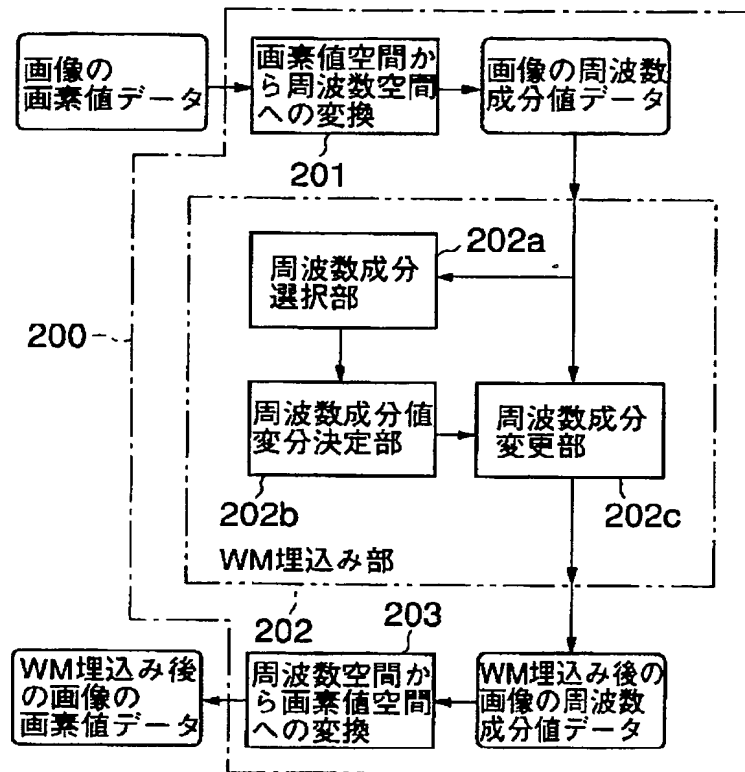 画像の
画素値データ
画素値空間か
ら周波数空間
への変換
画像の周波数
成分値データ
201
202a
周波数成分
選択部
200
周波数成分値
変分決定部
周波数成分
変更部
202b
202c
WM埋込み部
202
203
WM埋込み後
の画像の
画素値データ
周波数空間か
ら画素値空間
への変換
WM埋込み後の
画像の周波数
成分値データ